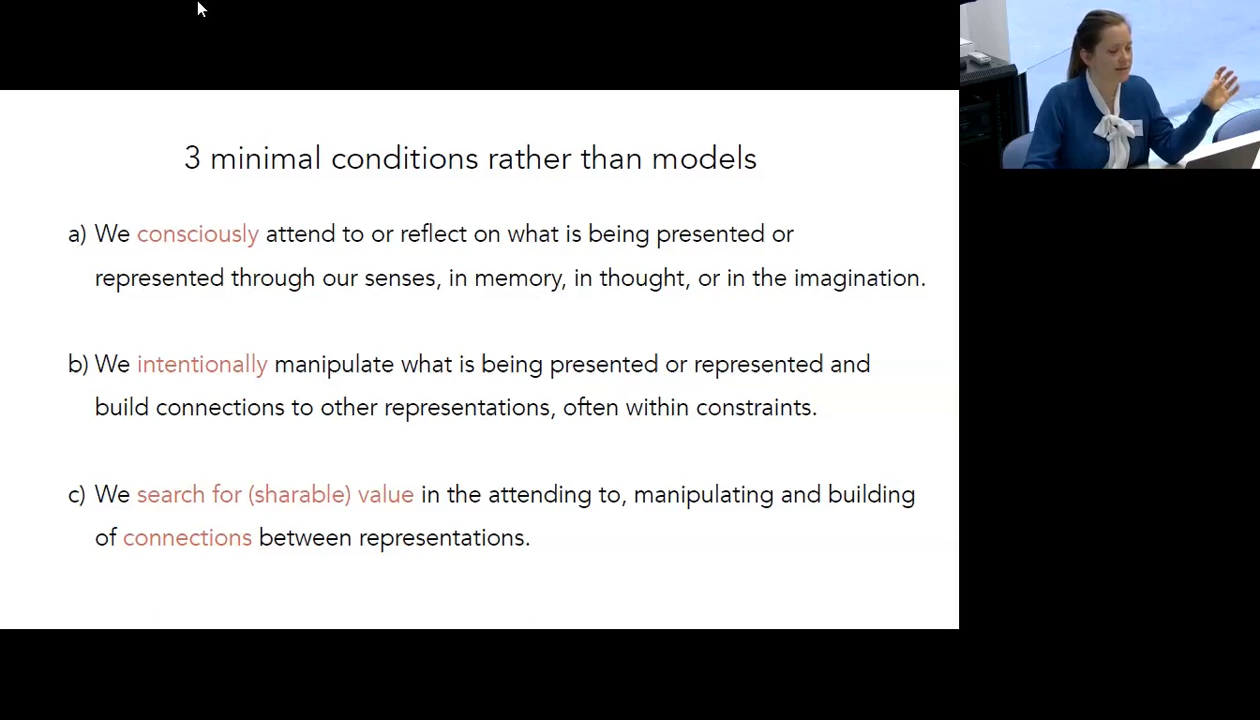 3 minimal conditions rather than models
a) We consciously attend to or reflect on what is being presented or
represented through our senses, in memory, in thought, or in the imagination.
b) We intentionally manipulate what is being presented or represented and
build connections to other representations, often within constraints.
c) We search for (sharable) value in the attending to, manipulating and building
of connections between representations.